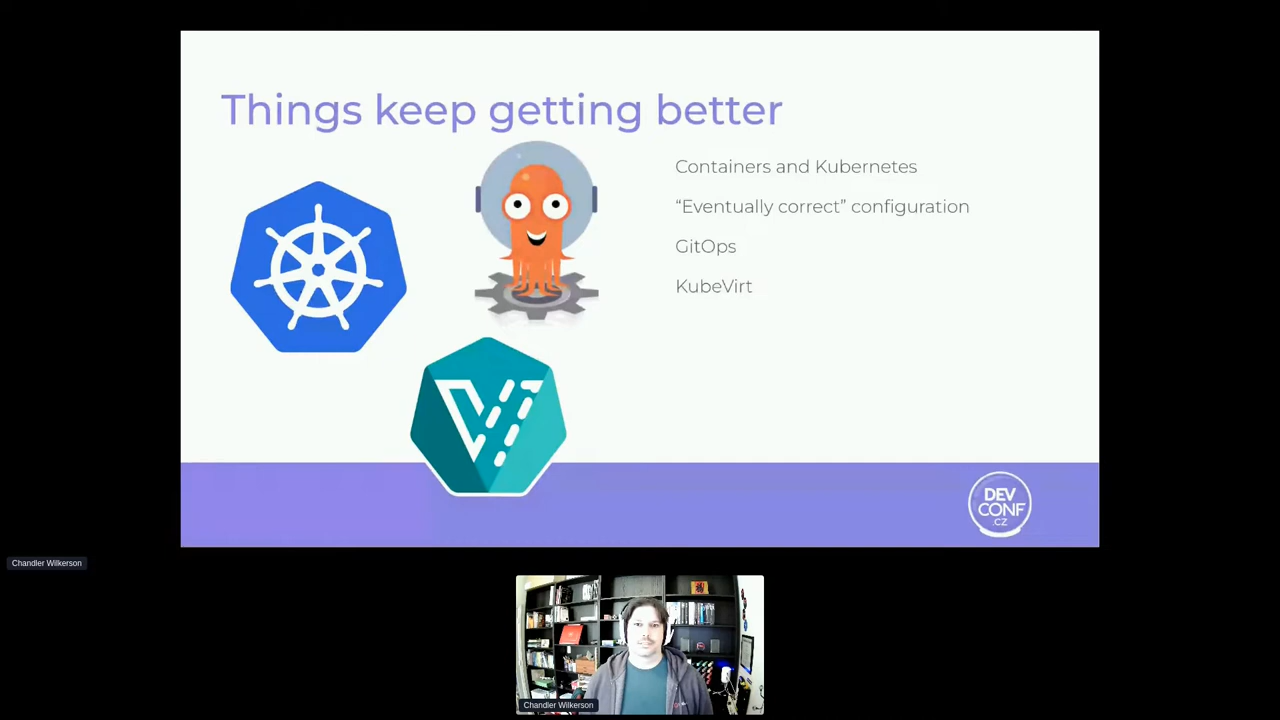 Things keep getting better
Containers and Kubernetes
“Eventually correct” configuration
GitOps
KubeVirt
DEV
CONF
.CZ
Chandler Wilkerson
Chandler Wilkerson